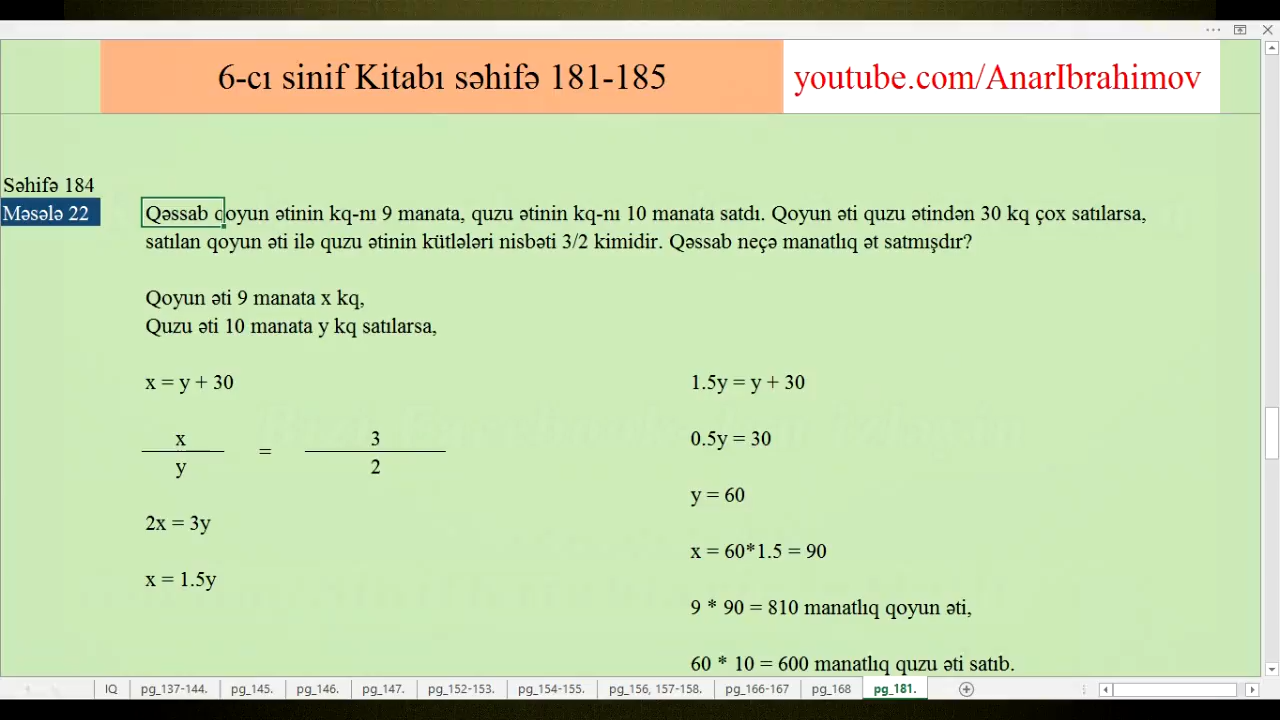 6-cı sinif Kitabı səhifə 181-185
youtube.com/AnarIbrahimov
Səhifə 184
Məsələ 22
Qəssab qoyun ətinin kq-nı 9 manata, quzu ətinin kq-nı 10 manata satdı. Qoyun əti quzu ətindən 30 kq çox satılarsa,
satılan qoyun əti ilə quzu ətinin kütlələri nisbəti 3/2 kimidir. Qəssab neçə manatlıq ət satmışdır?
Qoyun əti 9 manata x kq,
Quzu əti 10 manata y kq satılarsa,
x = y + 30
x
y
=
3
2
2x = 3y
x = 1.5y
1.5y = y + 30
0.5y = 30
y = 60
x = 60*1.5 = 90
9 * 90 = 810 manatlıq qoyun əti,
60 * 10 = 600 manatlıq quzu əti satıb.
IQ pg_137-144. pg_145. pg_146. pg_147. pg_152-153. pg_154-155. pg_156, 157-158. pg_166-167 pg_168 pg_181.